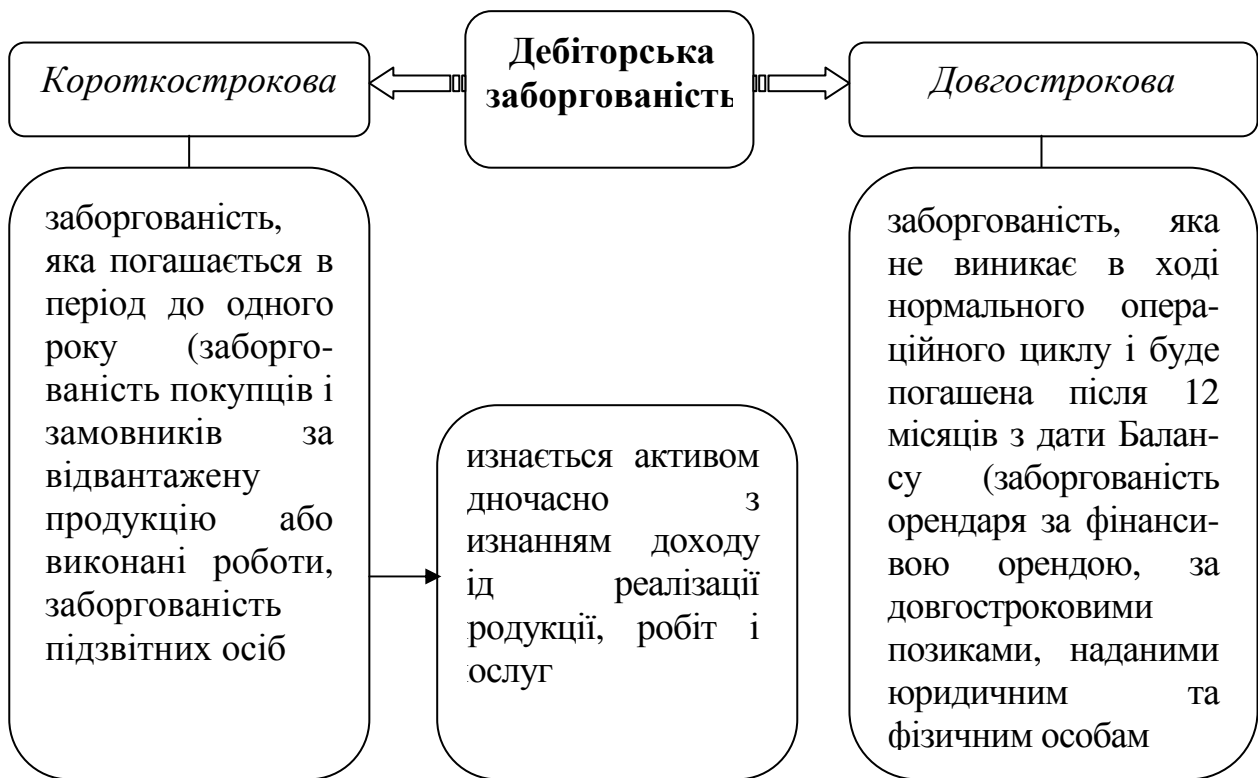 Дебіторська
заборгованість
Короткострокова
Довгострокова
заборгованість,
яка погашається в
період до одного
року (заборго-
ваність покупців і
замовників за
відвантажену
продукцію або
виконані роботи,
заборгованість
підзвітних осіб
изнається активом
дночасно з
изнанням доходу
ід реалізації
родукції, робіт і
ослуг
заборгованість, яка
не виникає в ході
нормального опера-
ційного циклу і буде
погашена після 12
місяців з дати Балан-
су (заборгованість
орендаря за фінанси-
вою орендою, за
довгостроковими
позиками, наданими
юридичним та
фізичним особам